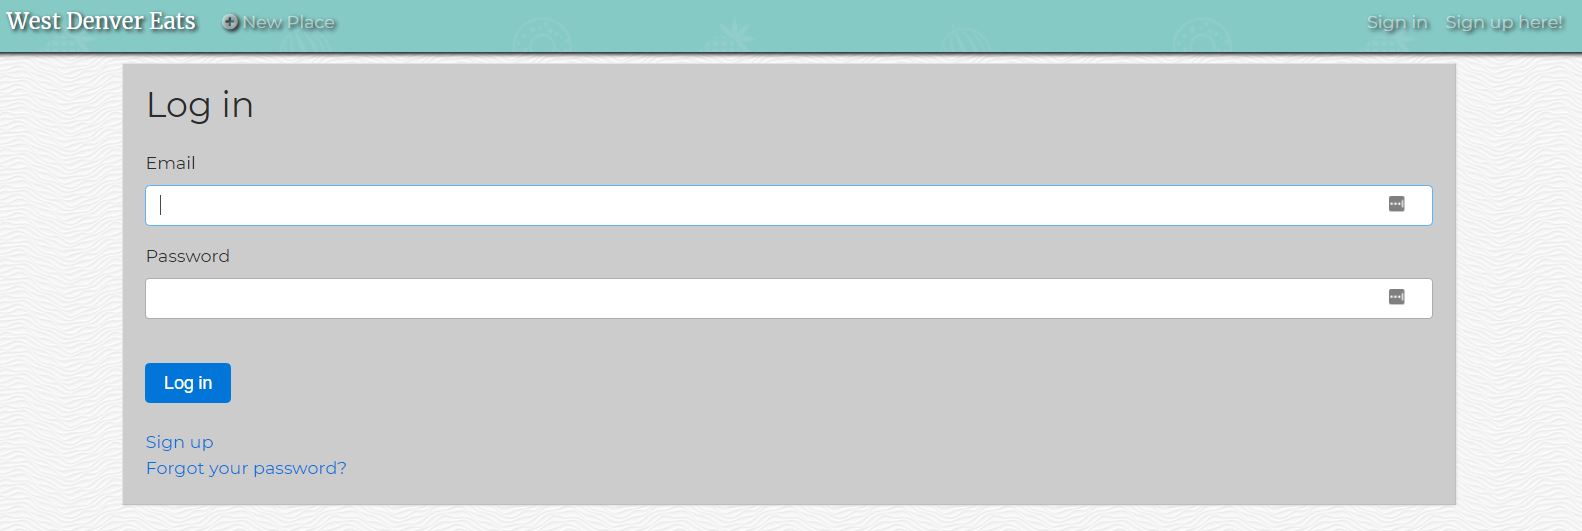 West Denver Eats New Place Sign in Sign up here!
Log in
Email
Password
Log in
Sign up
Forgot your password?